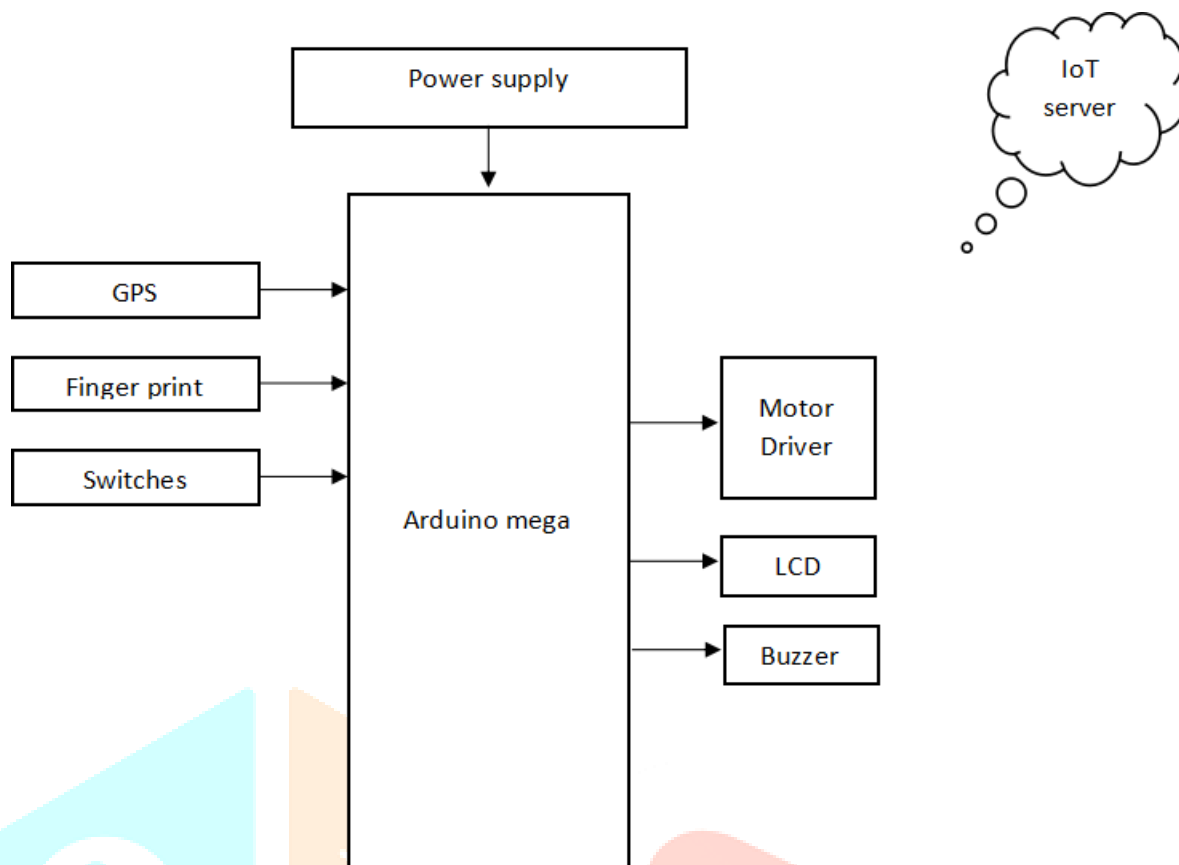 Power supply
IoT
server
GPS
Finger print
Switches
Arduino mega
Motor
Driver
LCD
Buzzer